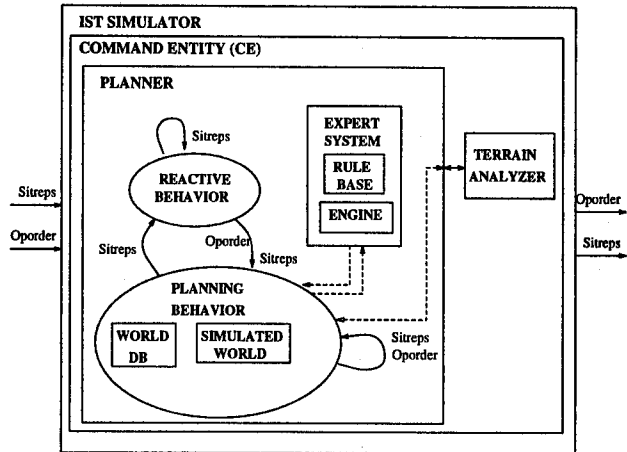 IST SIMULATOR
COMMAND ENTITY (CE)
PLANNER
Sitreps
EXPERT
SYSTEM
RULE
BASE
ENGINE
TERRAIN
ANALYZER
REACTIVE
BEHAVIOR
Sitreps
Oporder
Oporder
Sitreps
Sitreps
Oporder
Sitreps
PLANNING
BEHAVIOR
WORLD
DB
SIMULATED
WORLD
Sitreps
Oporder